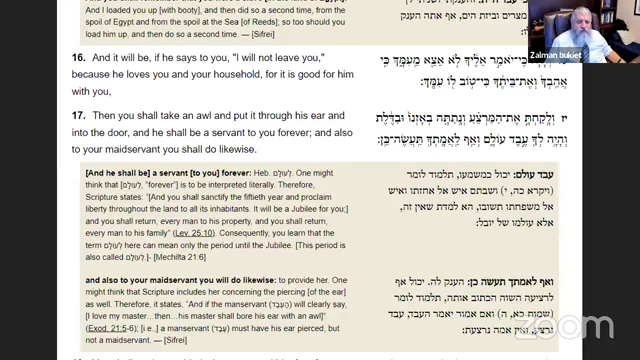 And I loaded you up [with booty], and then did so a second time, from
the spoil of Egypt and from the spoil at the Sea [of Reeds]; so too should you
load him up, and then do so a second time. — [Sifrei]
מצרים וביזת הים, אף אתה הענק
לו:
16. And it will be, if he says to you, "I will not leave you,"
because he loves you and your household, for it is good for him
with you,
כִּי־יֹאמַ֣ר אֵלֶ֔יךָ לֹ֥א אֵצֵ֖א מֵעִמָּ֑ךְ כִּ֤י
אֲהֵֽבְךָ֙ וְאֶת־בֵּיתֶ֔ךָ כִּי־ט֥וֹב ל֖וֹ עִמָּֽךְ:
17. Then you shall take an awl and put it through his ear and
into the door, and he shall be a servant to you forever; and also
to your maidservant you shall do likewise.
יז וְלָֽקַחְתָּ֣ אֶת־הַמַּרְצֵ֗עַ וְנָֽתַתָּ֤ה בְאָזְנוֹ֙ וּבַדֶּ֔לֶת
וְהָיָ֥ה לְךָ֖ עֶ֣בֶד עוֹלָ֑ם וְאַ֥ף לַֽאֲמָֽתְךָ֖ תַּֽעֲשֶׂה־כֵּֽן:
[And he shall be] a servant [to you] forever: Heb. לְעוֹלָם. One might
think that [לְעוֹלָם, "forever"] is to be interpreted literally. Therefore,
Scripture states: "[And you shall sanctify the fiftieth year and proclaim
liberty throughout the land to all its inhabitants. It will be a Jubilee for you;]
and you shall return, every man to his property, and you shall return,
every man to his family" (Lev. 25:10). Consequently, you learn that the
term לְעוֹלָם here can mean only the period until the Jubilee. [This period is
also called לְעוֹלָם.]- [Mechilta 21:6]
עבד עולם: יכול כמשמעו, תלמוד לומר
(ויקרא כה, י) ושבתם איש אל אחזתו ואיש
אל משפחתו תשובו, הא למדת שאין זה,
אלא עולמו של יובל:
and also to your maidservant you will do likewise: to provide her. One
might think that Scripture includes her concerning the piercing [of the ear]
as well. Therefore, it states, "And if the manservant (הָעֶבֶד) will clearly say,
'I love my master…then…his master shall bore his ear with an awl'"
(Exod. 21:5-6); [i.e.,] a manservant (עֶבֶד) must have his ear pierced, but
not a maidservant. — [Sifrei]
ואף לאמתך תעשה כן: הענק לה. יכול אף
לרציעה השוה הכתוב אותה, תלמוד לומר
(שמות כא, ה) ואם אמור יאמר העבד, עבד
נרצע, ואין אמה נרצעת:
Zalman bukiet
LIVE
zoom